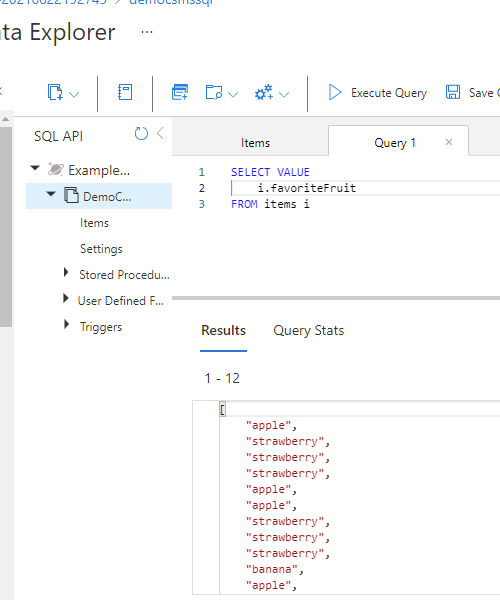 ta Explorer ...
Execute Query
Save
SQL API
Items
Query 1
Example...
DemoC...
Items
Settings
Stored Procedu...
User Defined F...
Triggers
1 SELECT VALUE
2 i.favoriteFruit
3 FROM items i
Results Query Stats
1 - 12
[
"apple",
"strawberry",
"strawberry",
"strawberry",
"apple",
"apple",
"strawberry",
"strawberry",
"strawberry",
"banana",
"apple",